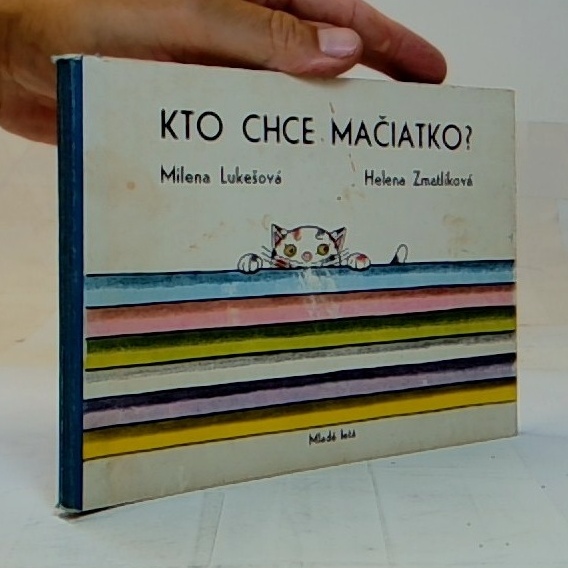 KTO CHCE MAČIATKO?
Milena Lukešová Helena Zmatlíková
Mladé letá